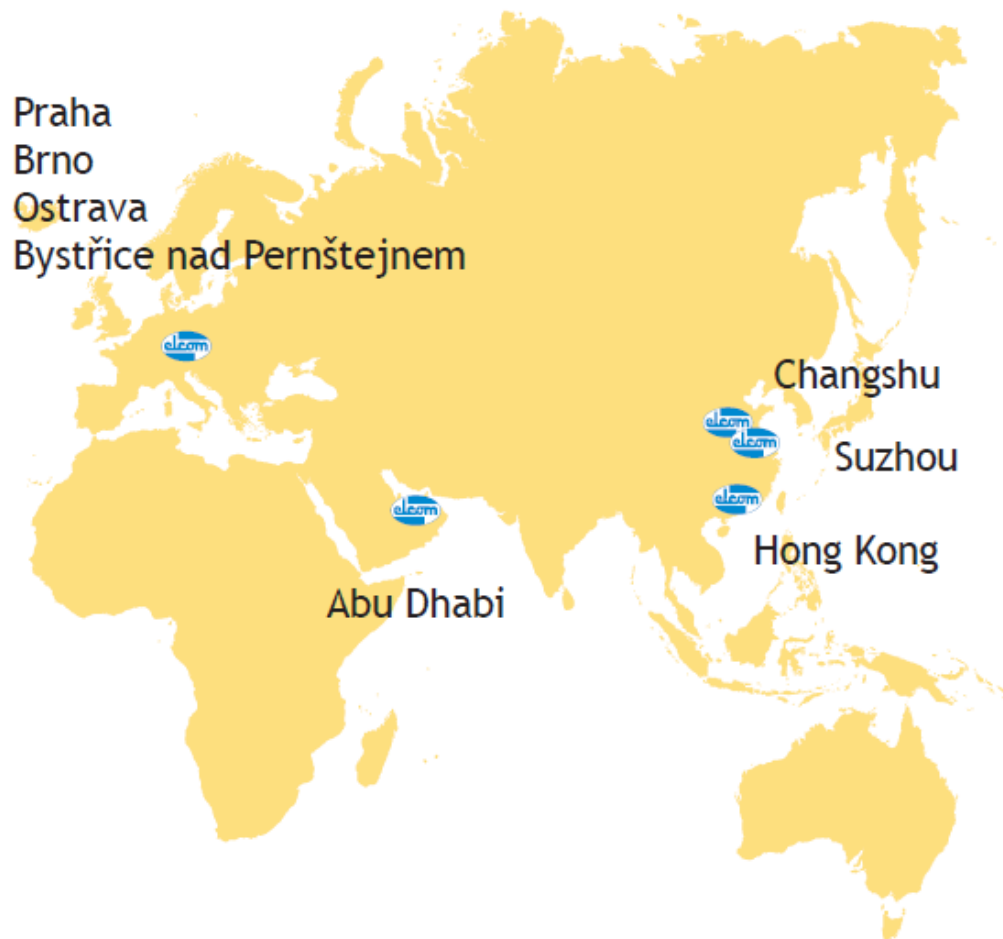 Praha
Brno
Ostrava
Bystřice nad Pernštejnem
elcom
Changshu
elcom
elcom
Suzhou
elcom
elcom
Hong Kong
Abu Dhabi